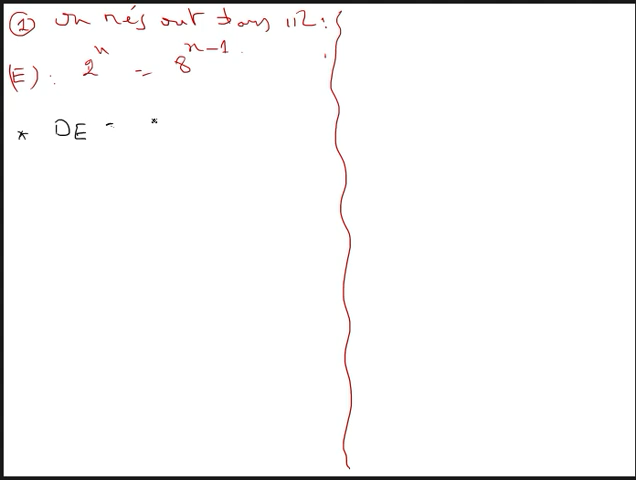 ① on résout dans IR:
(E): 2^x = 8^{x-1}.
* DE =